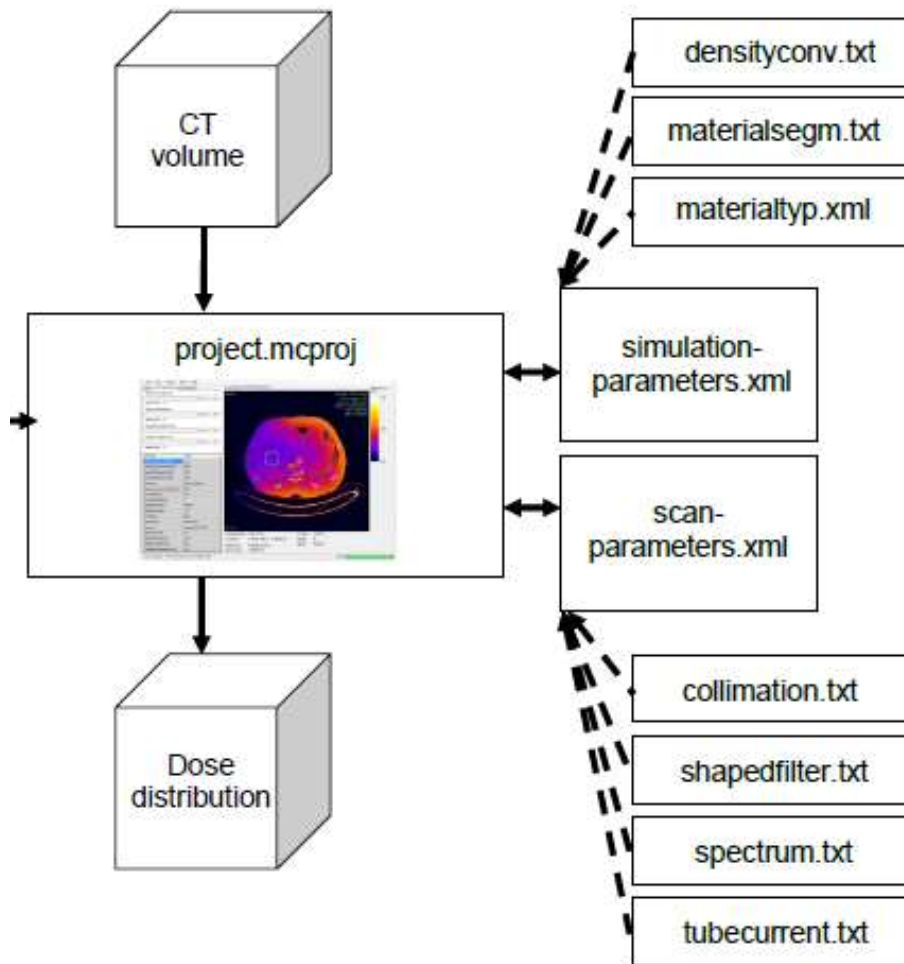 densityconv.txt
CT
volume
materialsegm.txt
materialtyp.xml
project.mcproj
simulation-
parameters.xml
scan-
parameters.xml
Dose
distribution
collimation.txt
shapedfilter.txt
spectrum.txt
tubecurrent.txt